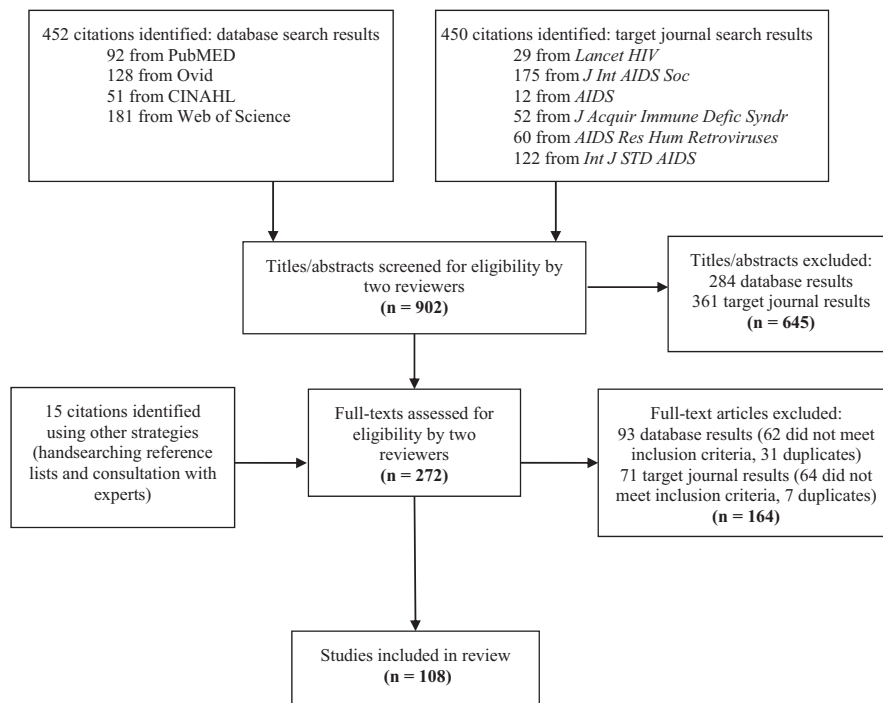 452 citations identified: database search results
92 from PubMED
128 from Ovid
51 from CINAHL
181 from Web of Science
450 citations identified: target journal search results
29 from Lancet HIV
175 from J Int AIDS Soc
12 from AIDS
52 from J Acquir Immune Defic Syndr
60 from AIDS Res Hum Retroviruses
122 from Int J STD AIDS
Titles/abstracts screened for eligibility by
two reviewers
(n = 902)
Titles/abstracts excluded:
284 database results
361 target journal results
(n = 645)
15 citations identified
using other strategies
(handsearching reference
lists and consultation with
experts)
Full-texts assessed for
eligibility by two
reviewers
(n = 272)
Full-text articles excluded:
93 database results (62 did not meet
inclusion criteria, 31 duplicates)
71 target journal results (64 did not
meet inclusion criteria, 7 duplicates)
(n = 164)
Studies included in review
(n = 108)